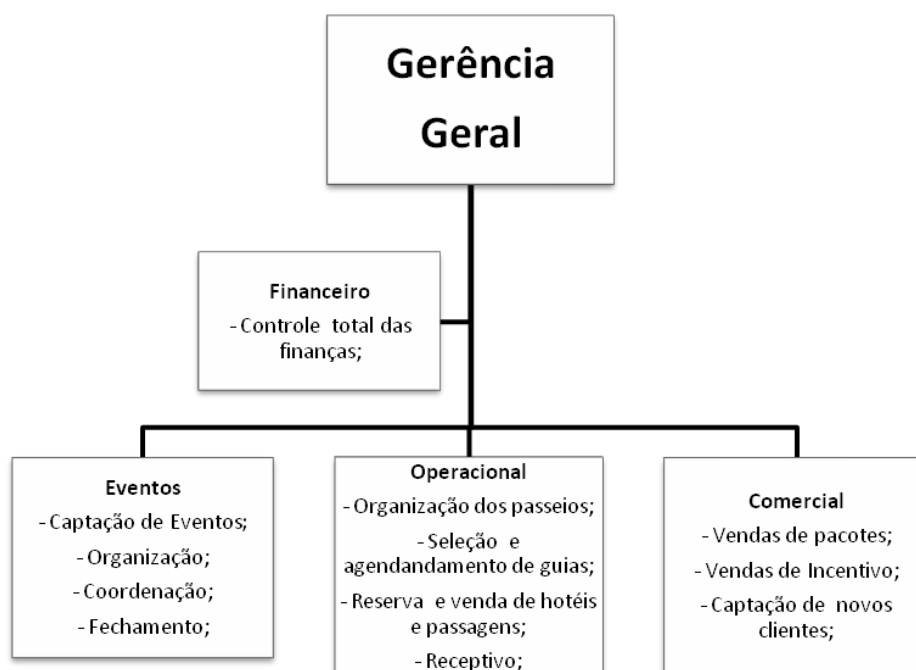 Gerência
Geral
Financeiro
- Controle total das
finanças;
Eventos
- Captação de Eventos;
- Organização;
- Coordenação;
- Fechamento;
Operacional
- Organização dos passeios;
- Seleção e
agendandamento de guias;
- Reserva e venda de hotéis
e passagens;
- Receptivo;
Comercial
- Vendas de pacotes;
- Vendas de Incentivo;
- Captação de novos
clientes;